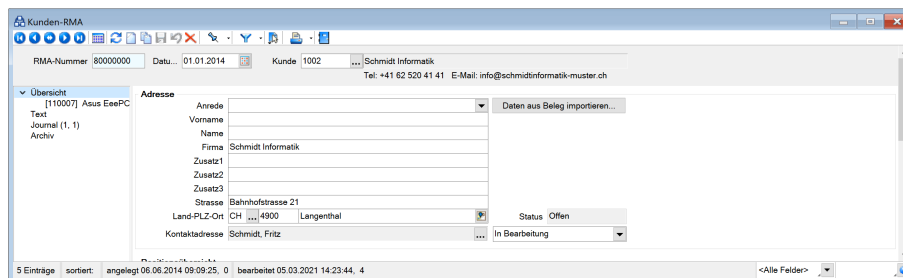 Kunden-RMA
RMA-Nummer 80000000 Datu... 01.01.2014 Kunde 1002 ... Schmidt Informatik
Tel: +41 62 520 41 41 E-Mail: info@schmidtinformatik-muster.ch
Übersicht
[110007] Asus EeePC
Text
Journal (1, 1)
Archiv
Adresse
Anrede Daten aus Beleg importieren...
Vorname
Name
Firma Schmidt Informatik
Zusatz1
Zusatz2
Zusatz3
Strasse Bahnhofstrasse 21
Land-PLZ-Ort CH ... 4900 Langenthal Status Offen
Kontaktadresse Schmidt, Fritz ... In Bearbeitung
5 Einträge sortiert: angelegt 06.06.2014 09:09:25, 0 bearbeitet 05.03.2021 14:23:44, 4 <Alle Felder>